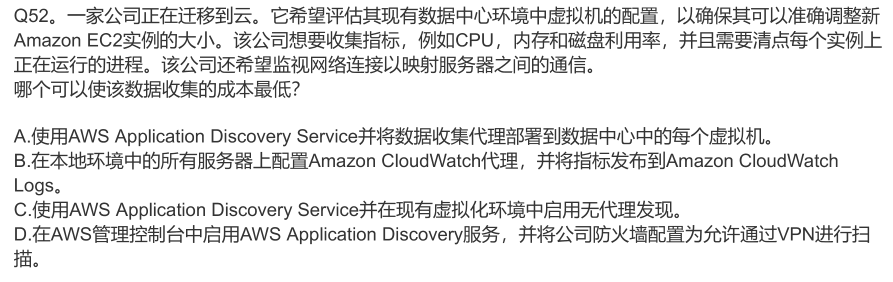 Q52。一家公司正在迁移到云。它希望评估其现有数据中心环境中虚拟机的配置，以确保其可以准确调整新
Amazon EC2实例的大小。该公司想要收集指标，例如CPU，内存和磁盘利用率，并且需要清点每个实例上
正在运行的进程。该公司还希望监视网络连接以映射服务器之间的通信。
哪个可以使该数据收集的成本最低？
A.使用AWS Application Discovery Service并将数据收集代理部署到数据中心中的每个虚拟机。
B.在本地环境中的所有服务器上配置Amazon CloudWatch代理，并将指标发布到Amazon CloudWatch
Logs。
C.使用AWS Application Discovery Service并在现有虚拟化环境中启用无代理发现。
D.在AWS管理控制台中启用AWS Application Discovery服务，并将公司防火墙配置为允许通过VPN进行扫
描。